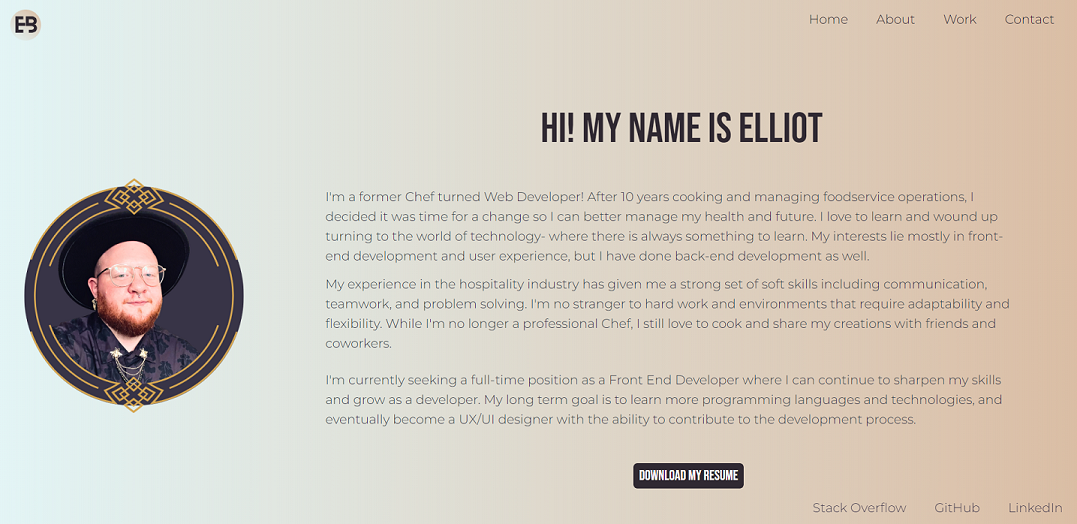 EB
Home About Work Contact
HI! MY NAME IS ELLIOT
I'm a former Chef turned Web Developer! After 10 years cooking and managing foodservice operations, I
decided it was time for a change so I can better manage my health and future. I love to learn and wound up
turning to the world of technology- where there is always something to learn. My interests lie mostly in front-
end development and user experience, but I have done back-end development as well.
My experience in the hospitality industry has given me a strong set of soft skills including communication,
teamwork, and problem solving. I'm no stranger to hard work and environments that require adaptability and
flexibility. While I'm no longer a professional Chef, I still love to cook and share my creations with friends and
coworkers.
I'm currently seeking a full-time position as a Front End Developer where I can continue to sharpen my skills
and grow as a developer. My long term goal is to learn more programming languages and technologies, and
eventually become a UX/UI designer with the ability to contribute to the development process.
DOWNLOAD MY RESUME
Stack Overflow GitHub LinkedIn